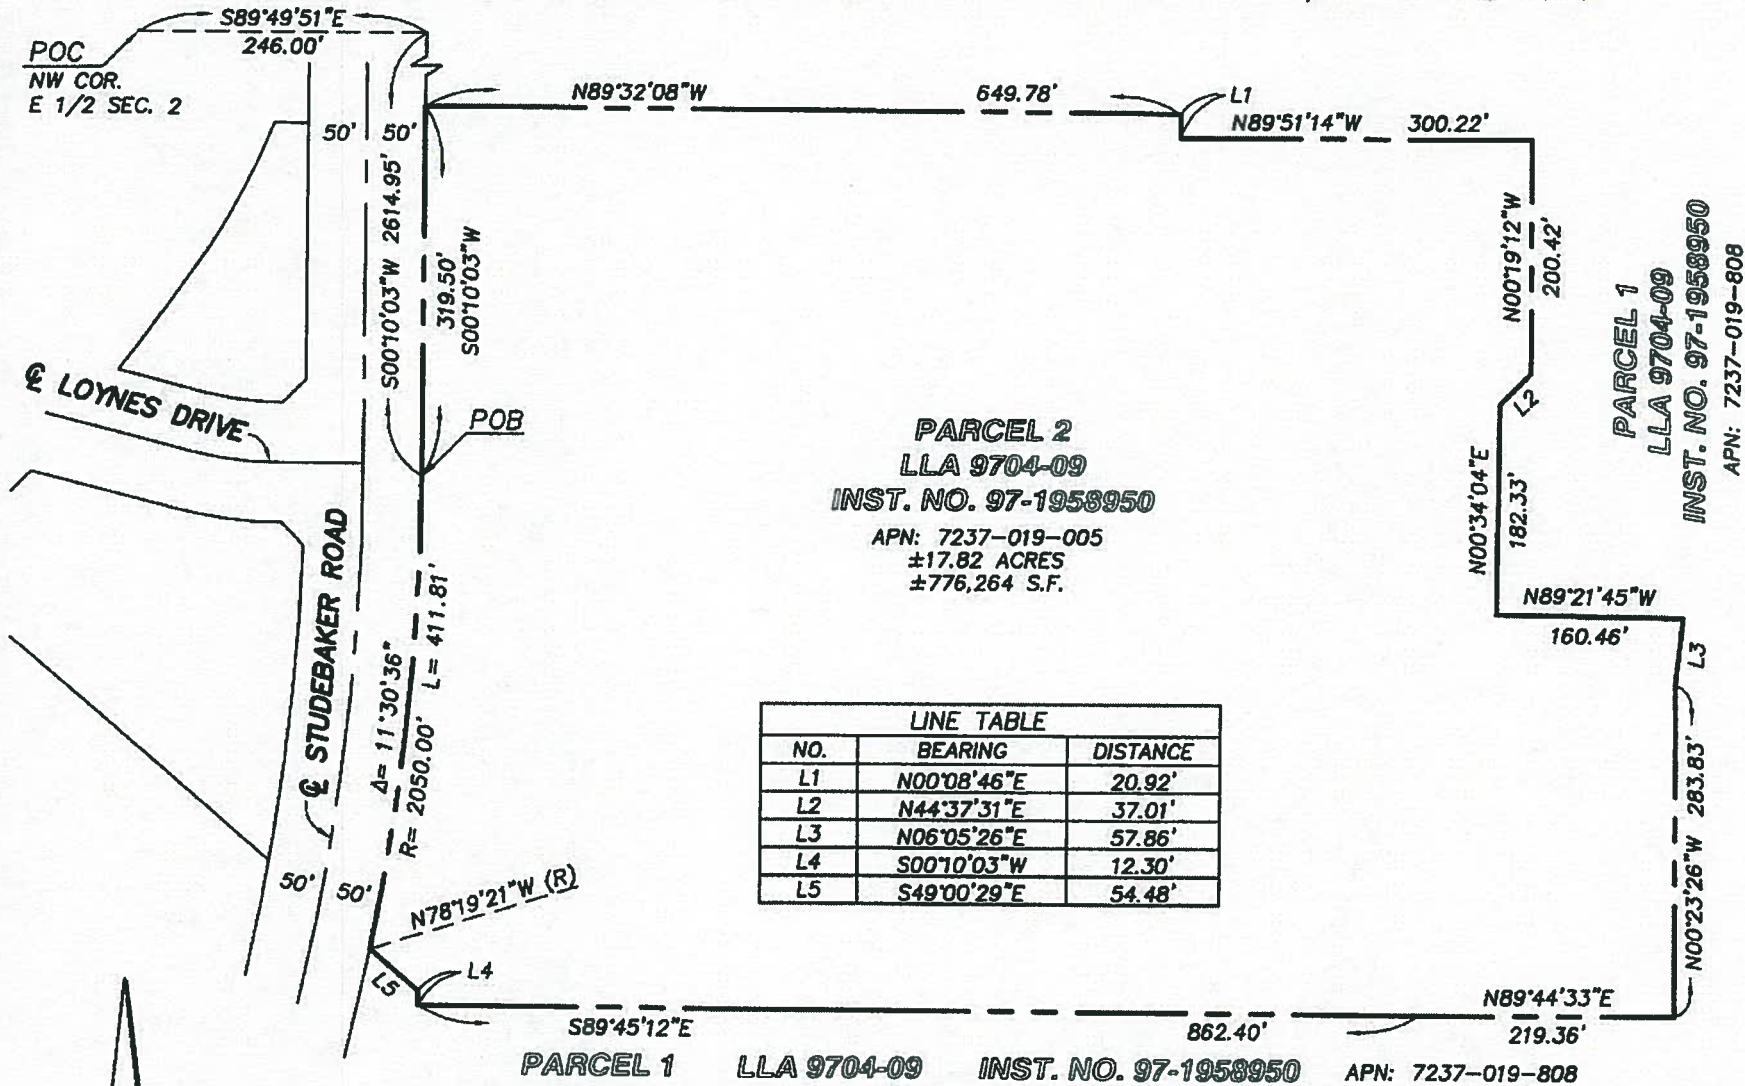 S89°49'51"E
246.00'
POC
NW COR.
E 1/2 SEC. 2
50' 50'
S00°10'03"W 2614.95'
319.50'
S00°10'03"W
N89°32'08"W 649.78'
L1
N89°51'14"W 300.22'
N00°19'12"W
200.42'
L2
N00°34'04"E
182.33'
N89°21'45"W
160.46'
L3
N00°23'26"W 283.83'
PARCEL 1
LLA 9704-09
INST. NO. 97-1958950
APN: 7237-019-808
℄ LOYNES DRIVE
POB
PARCEL 2
LLA 9704-09
INST. NO. 97-1958950
APN: 7237-019-005
±17.82 ACRES
±776,264 S.F.
℄ STUDEBAKER ROAD
Δ= 11°30'36"
R= 2050.00'
L= 411.81'
50' 50'
N78°19'21"W (R)
L5
L4
LINE TABLE
NO. BEARING DISTANCE
L1 N00°08'46"E 20.92'
L2 N44°37'31"E 37.01'
L3 N06°05'26"E 57.86'
L4 S00°10'03"W 12.30'
L5 S49°00'29"E 54.48'
S89°45'12"E 862.40'
N89°44'33"E
219.36'
PARCEL 1 LLA 9704-09 INST. NO. 97-1958950 APN: 7237-019-808